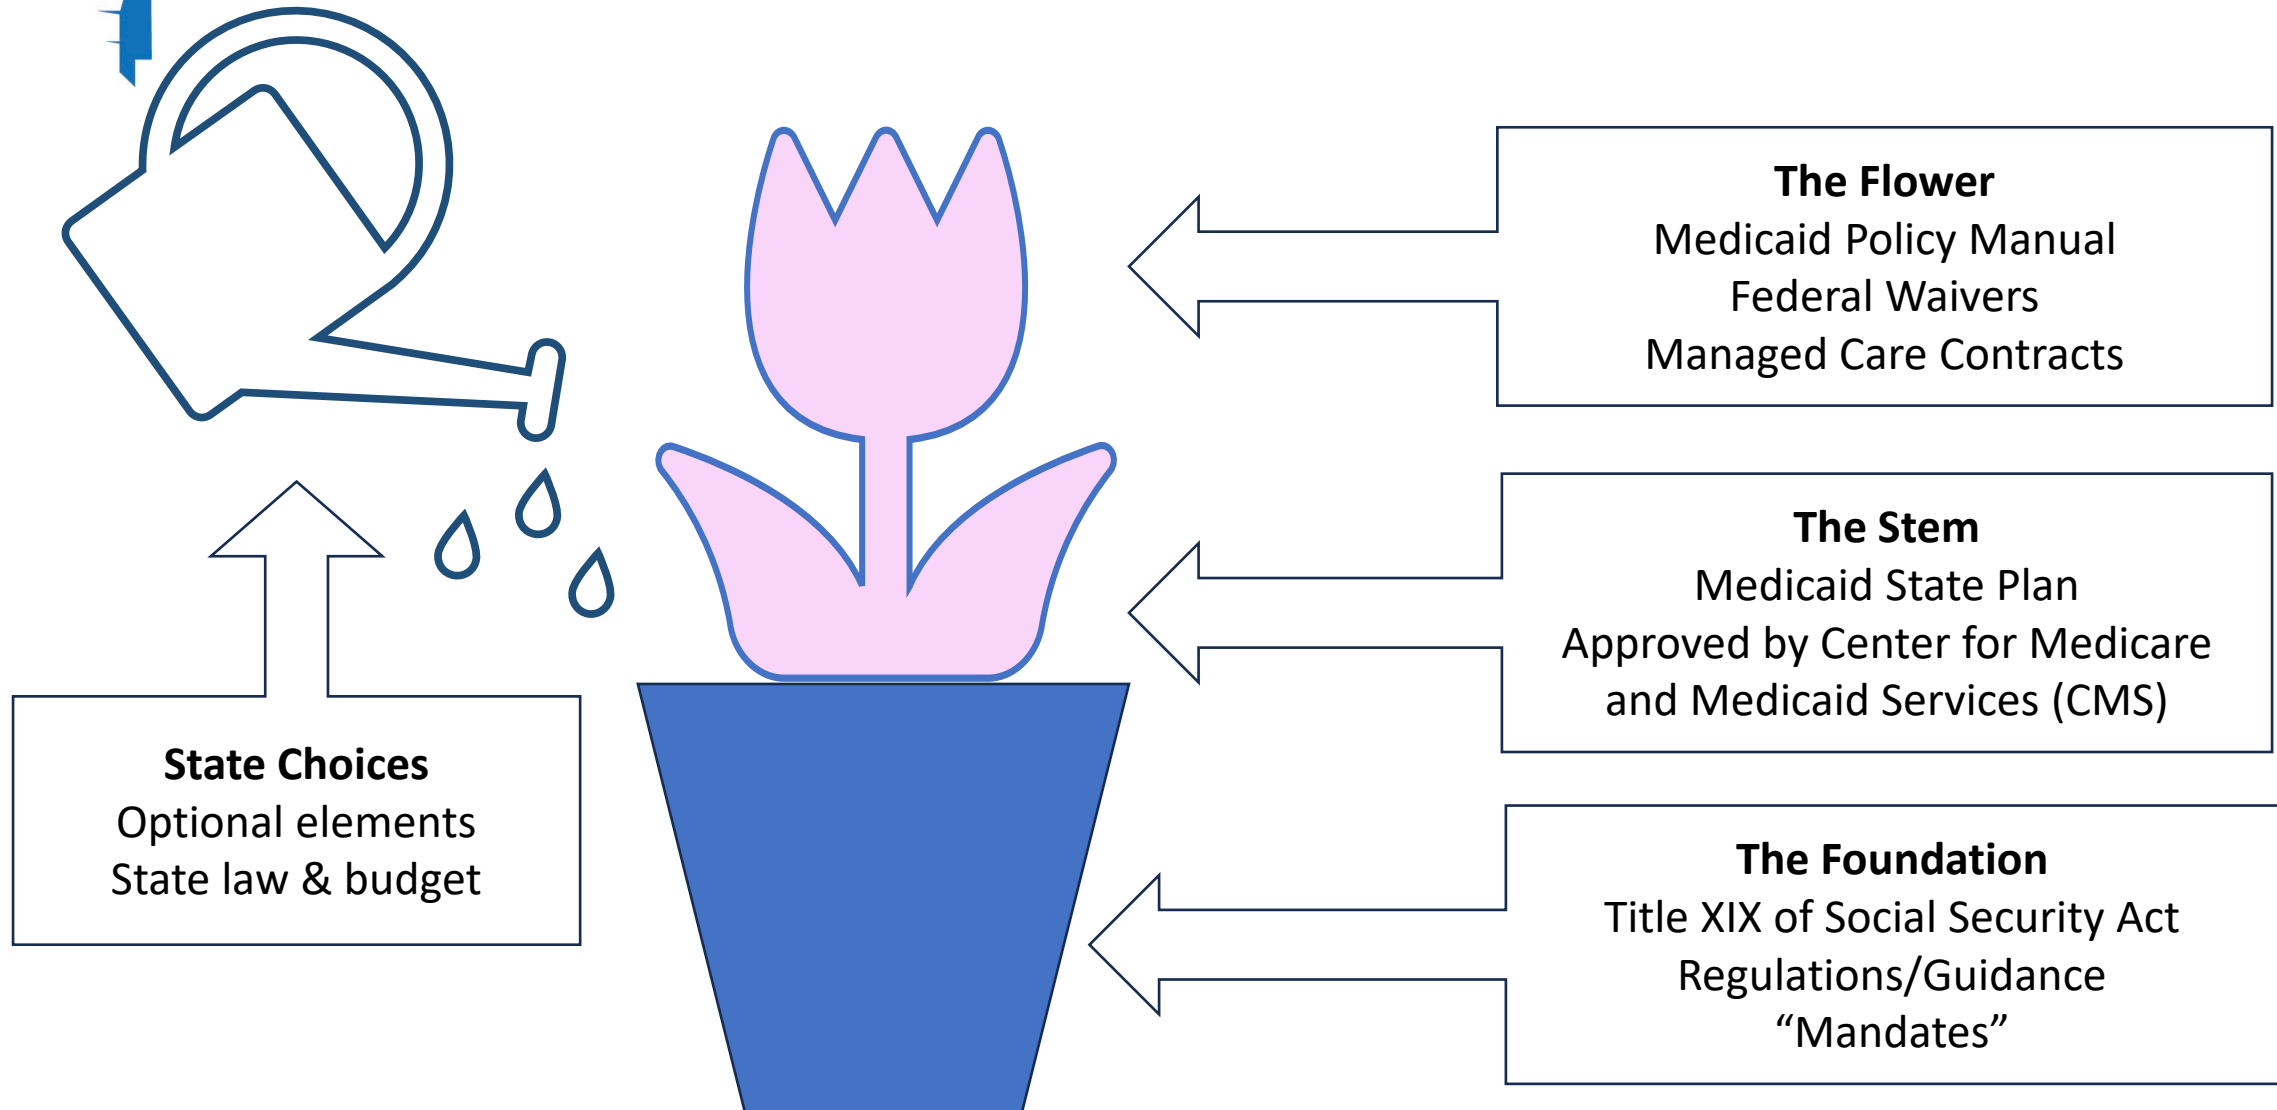 The Flower
Medicaid Policy Manual
Federal Waivers
Managed Care Contracts
The Stem
Medicaid State Plan
Approved by Center for Medicare
and Medicaid Services (CMS)
State Choices
Optional elements
State law & budget
The Foundation
Title XIX of Social Security Act
Regulations/Guidance
“Mandates”